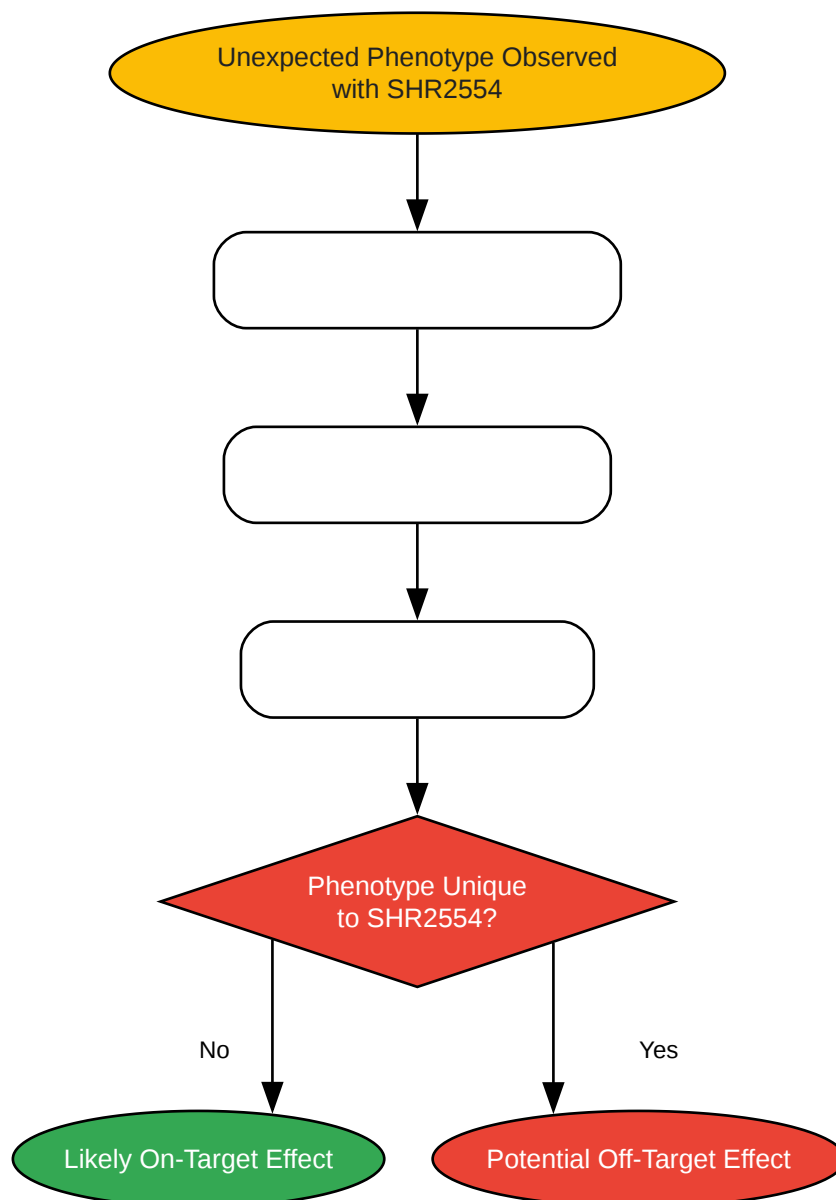 Unexpected Phenotype Observed
with SHR2554
Phenotype Unique
to SHR2554?
No
Yes
Likely On-Target Effect
Potential Off-Target Effect